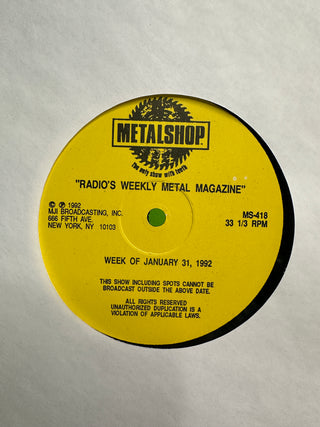 METALSHOP
the only show with teeth
"RADIO'S WEEKLY METAL MAGAZINE"
© ℗ 1992
MJI BROADCASTING, INC.
666 FIFTH AVE.
NEW YORK, NY 10103
MS-418
33 1/3 RPM
WEEK OF JANUARY 31, 1992
THIS SHOW INCLUDING SPOTS CANNOT BE
BROADCAST OUTSIDE THE ABOVE DATE.
ALL RIGHTS RESERVED
UNAUTHORIZED DUPLICATION IS A
VIOLATION OF APPLICABLE LAWS.